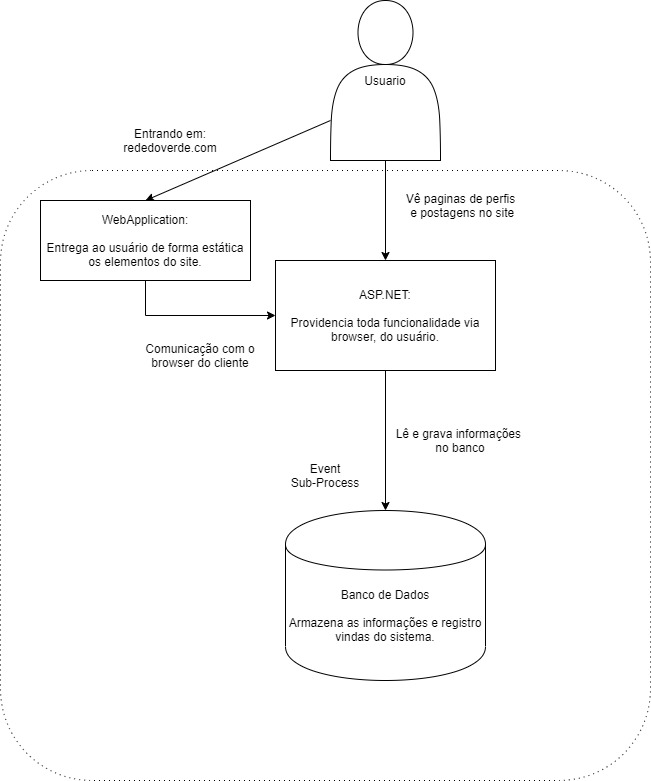 Usuario
Entrando em:
rededoverde.com
Vê paginas de perfis
e postagens no site
WebApplication:
Entrega ao usuário de forma estática
os elementos do site.
ASP.NET:
Providencia toda funcionalidade via
browser, do usuário.
Comunicação com o
browser do cliente
Lê e grava informações
no banco
Event
Sub-Process
Banco de Dados
Armazena as informações e registro
vindas do sistema.